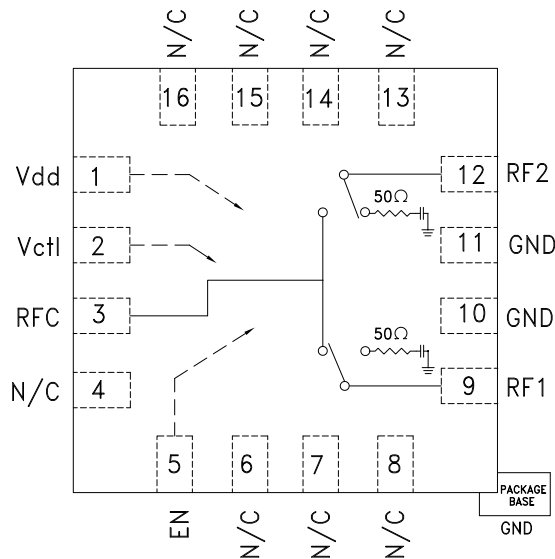 N/C N/C N/C N/C
16 15 14 13
Vdd 1
12 RF2
50Ω
Vctl 2
11 GND
RFC 3
10 GND
50Ω
N/C 4
9 RF1
5 6 7 8
EN N/C N/C N/C
PACKAGE
BASE
GND